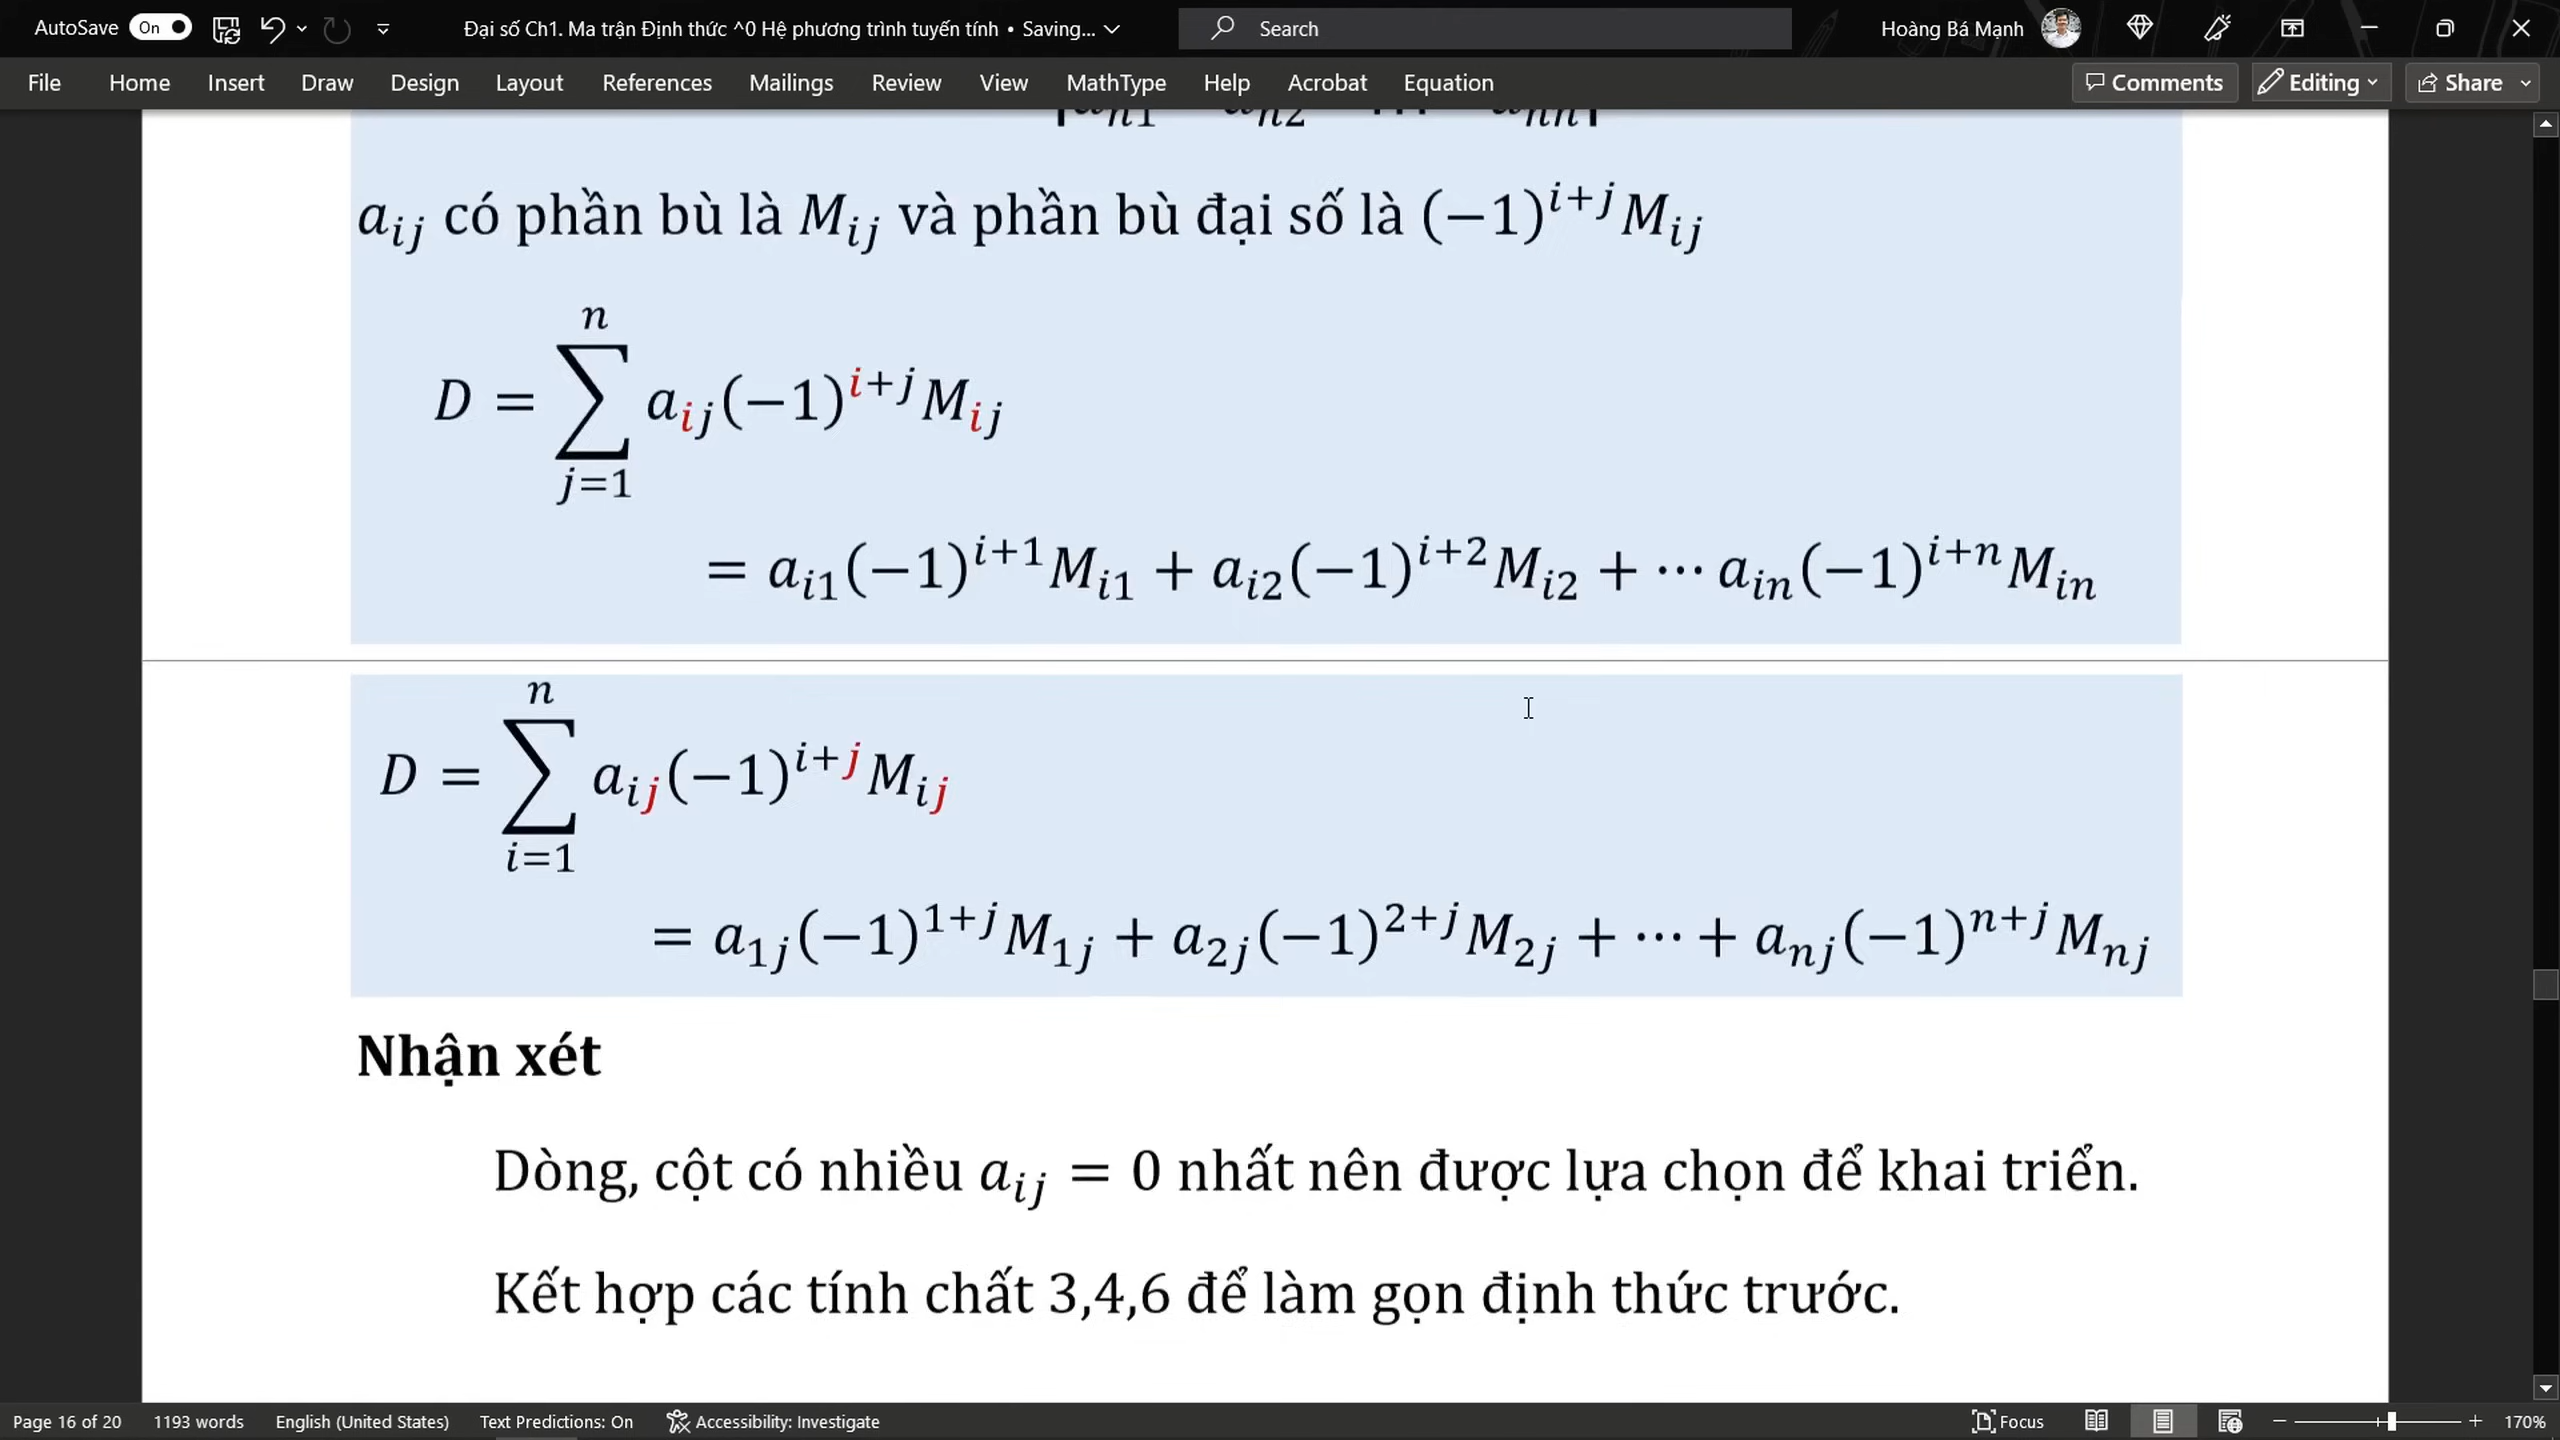 AutoSave On Đại số Ch1. Ma trận Định thức ^0 Hệ phương trình tuyến tính • Saving... Search Hoàng Bá Mạnh
File Home Insert Draw Design Layout References Mailings Review View MathType Help Acrobat Equation Comments Editing Share
a_{n1} a_{n2} ... a_{nn}
a_{ij} có phần bù là M_{ij} và phần bù đại số là (−1)^{i+j}M_{ij}
D = ∑_{j=1}^{n} a_{ij}(−1)^{i+j}M_{ij}
= a_{i1}(−1)^{i+1}M_{i1} + a_{i2}(−1)^{i+2}M_{i2} + ⋯ a_{in}(−1)^{i+n}M_{in}
D = ∑_{i=1}^{n} a_{ij}(−1)^{i+j}M_{ij}
= a_{1j}(−1)^{1+j}M_{1j} + a_{2j}(−1)^{2+j}M_{2j} + ⋯ + a_{nj}(−1)^{n+j}M_{nj}
Nhận xét
Dòng, cột có nhiều a_{ij} = 0 nhất nên được lựa chọn để khai triển.
Kết hợp các tính chất 3,4,6 để làm gọn định thức trước.
Page 16 of 20 1193 words English (United States) Text Predictions: On Accessibility: Investigate Focus 170%